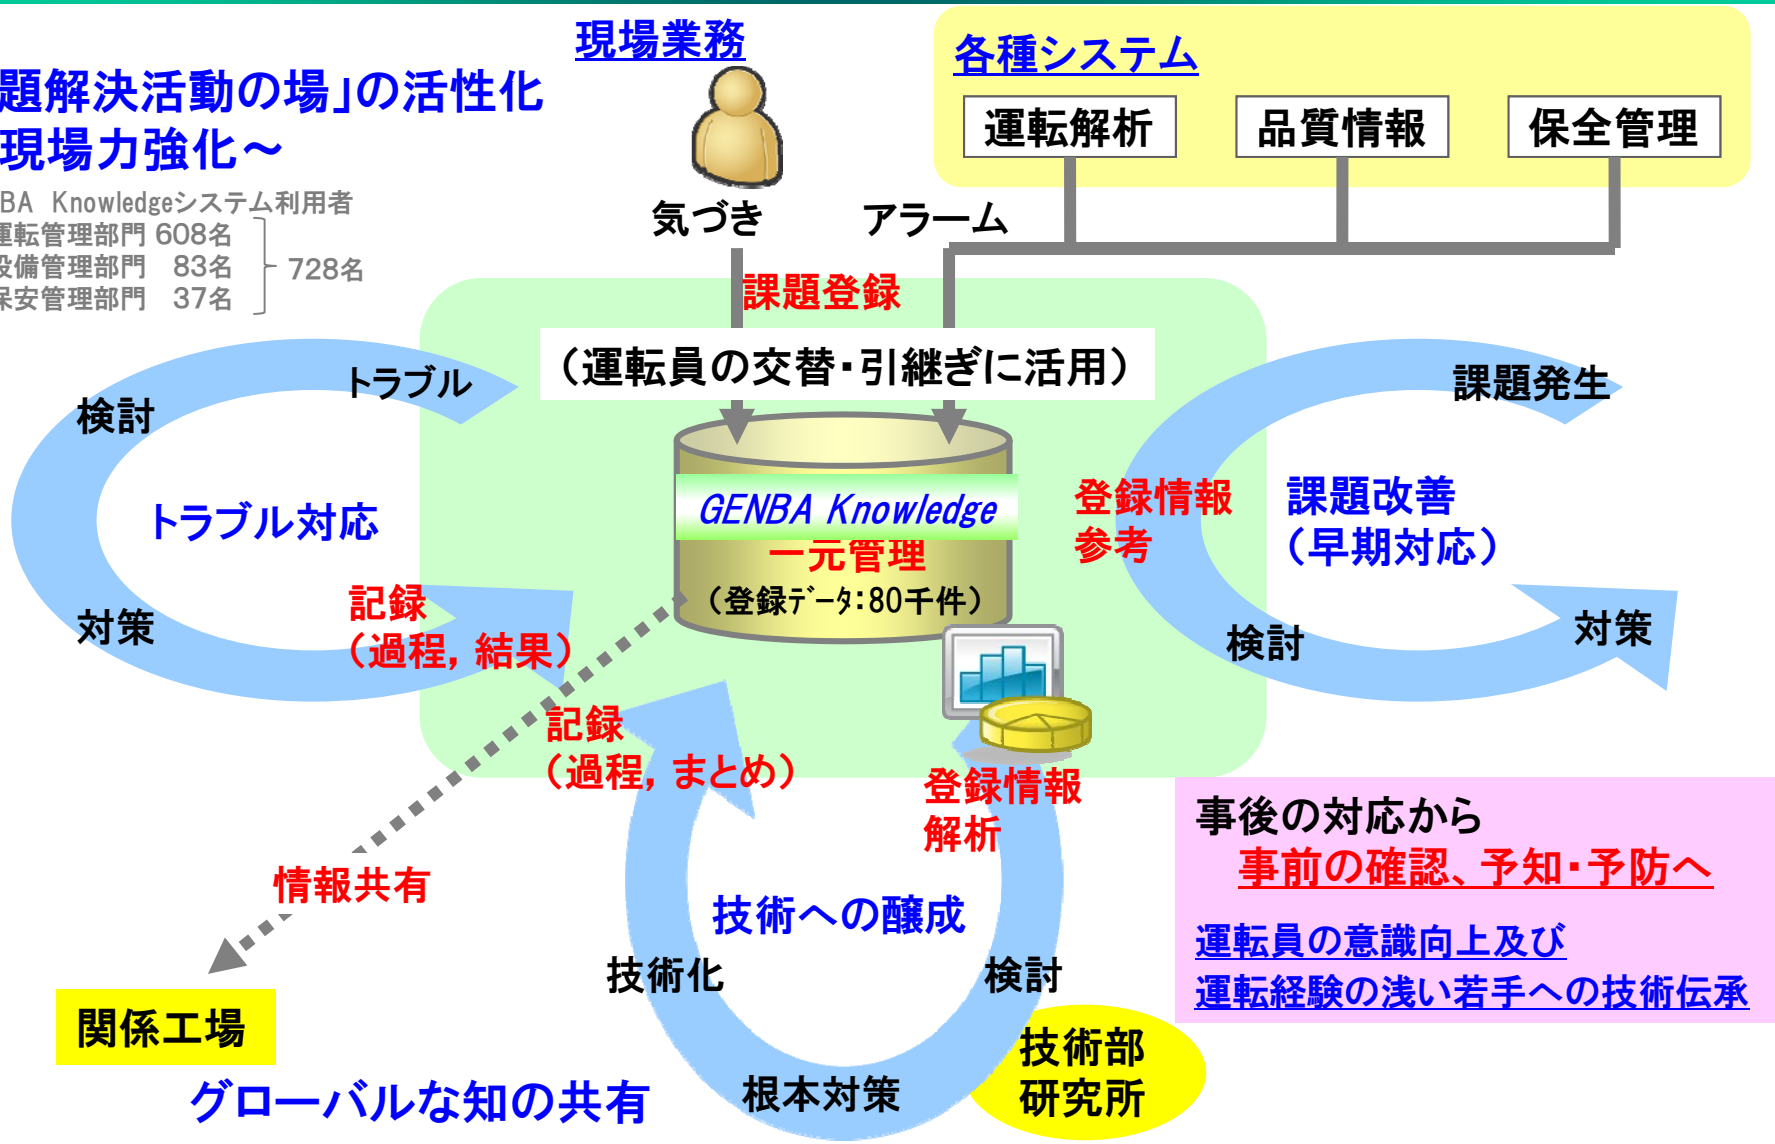 現場業務
各種システム
題解決活動の場」の活性化
現場力強化～
運転解析
品質情報
保全管理
BA Knowledgeシステム利用者
運転管理部門 608名
設備管理部門 83名
保安管理部門 37名
728名
気づき
アラーム
課題登録
（運転員の交替・引継ぎに活用）
トラブル
検討
トラブル対応
対策
記録
（過程，結果）
GENBA Knowledge
一元管理
（登録ﾃﾞｰﾀ：80千件）
登録情報
参考
課題発生
課題改善
（早期対応）
検討
対策
記録
（過程，まとめ）
登録情報
解析
情報共有
技術への醸成
技術化
検討
根本対策
技術部
研究所
関係工場
グローバルな知の共有
事後の対応から
事前の確認、予知・予防へ
運転員の意識向上及び
運転経験の浅い若手への技術伝承